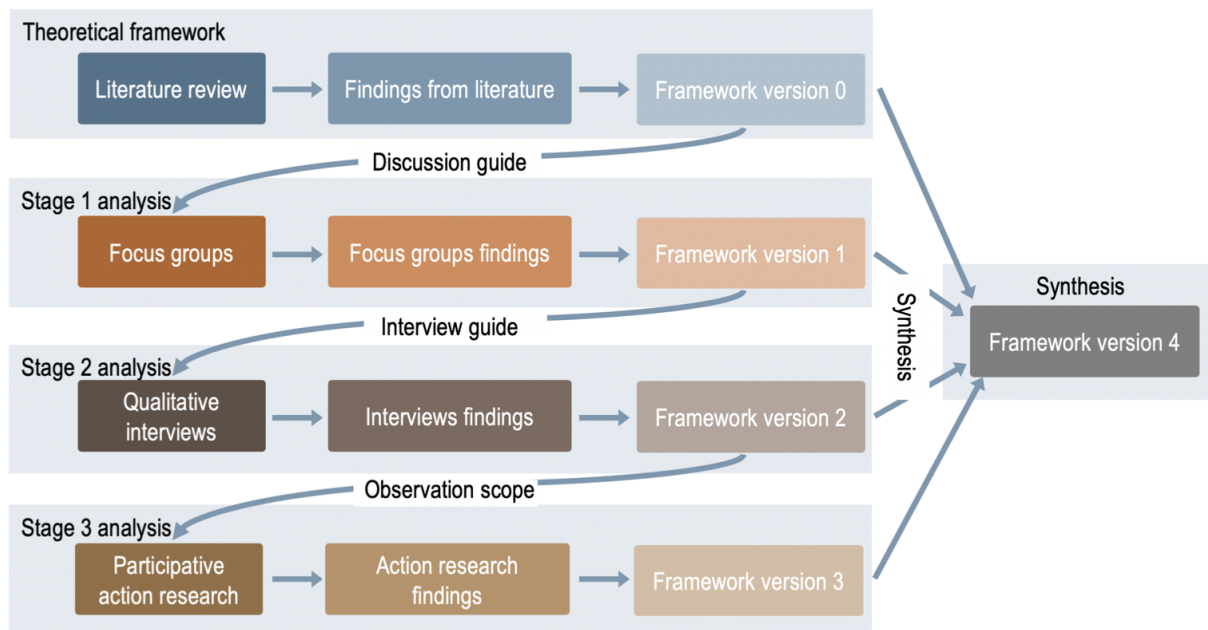 Theoretical framework
Literature review
Findings from literature
Framework version 0
Discussion guide
Stage 1 analysis
Focus groups
Focus groups findings
Framework version 1
Interview guide
Stage 2 analysis
Qualitative
interviews
Interviews findings
Framework version 2
Observation scope
Stage 3 analysis
Participative
action research
Action research
findings
Framework version 3
Synthesis
Synthesis
Framework version 4